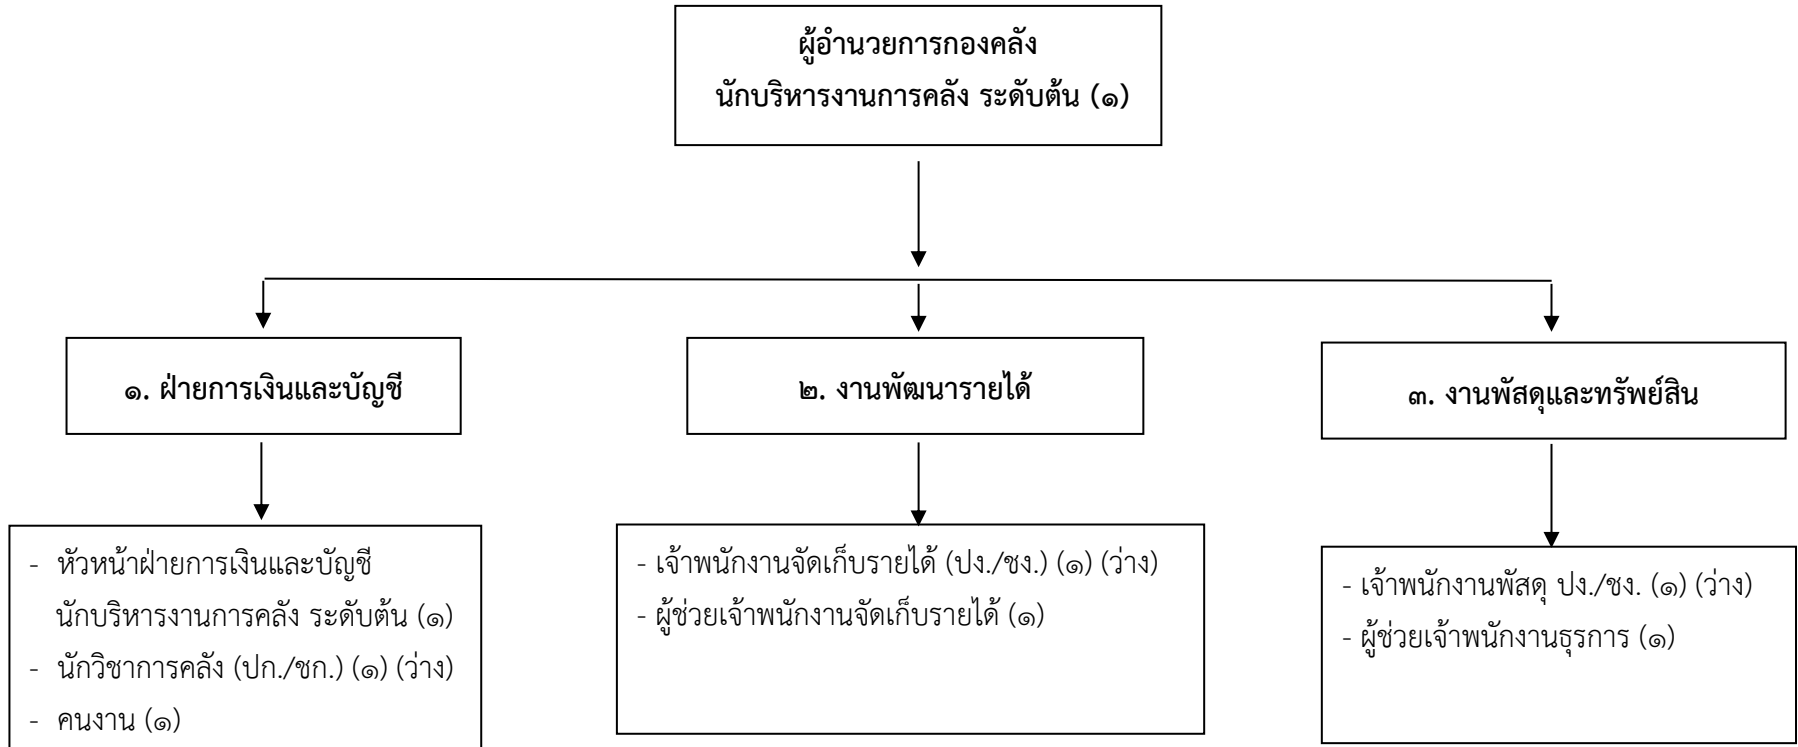 ผู้อำนวยการกองคลัง
นักบริหารงานการคลัง ระดับต้น (๑)
๑. ฝ่ายการเงินและบัญชี
๒. งานพัฒนารายได้
๓. งานพัสดุและทรัพย์สิน
- หัวหน้าฝ่ายการเงินและบัญชี
นักบริหารงานการคลัง ระดับต้น (๑)
- นักวิชาการคลัง (ปก./ชก.) (๑) (ว่าง)
- คนงาน (๑)
- เจ้าพนักงานจัดเก็บรายได้ (ปง./ชง.) (๑) (ว่าง)
- ผู้ช่วยเจ้าพนักงานจัดเก็บรายได้ (๑)
- เจ้าพนักงานพัสดุ ปง./ชง. (๑) (ว่าง)
- ผู้ช่วยเจ้าพนักงานธุรการ (๑)